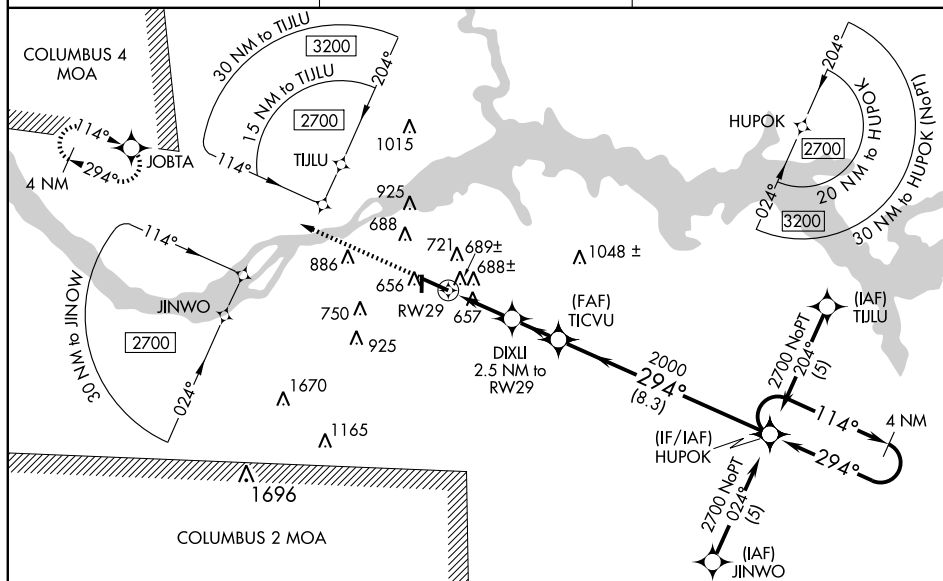 COLUMBUS 4
MOA
114°
294°
4 NM
JOBTA
30 NM to TIJLU
3200
15 NM to TIJLU
2700
204°
TIJLU
114°
1015
925
688
886
721
689±
688±
656
657
RW29
750
925
1048 ±
1670
1165
1696
30 NM to JINWO
114°
JINWO
2700
024°
COLUMBUS 2 MOA
204°
HUPOK
2700
20 NM to HUPOK
3200
30 NM to HUPOK (NoPT)
024°
(FAF)
TICVU
DIXLI
2.5 NM to
RW29
2000
294°
(8.3)
(IAF)
TIJLU
2700 NoPT
204°
(5)
114°
4 NM
294°
(IF/IAF)
HUPOK
2700 NoPT
024°
(5)
(IAF)
JINWO